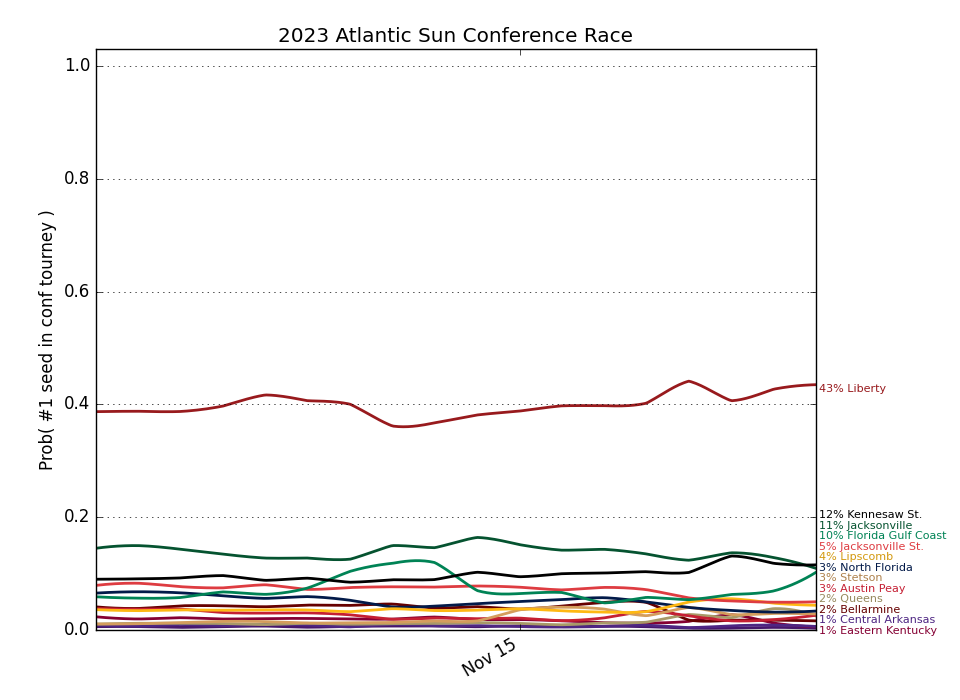 2023 Atlantic Sun Conference Race
Prob( #1 seed in conf tourney )
1.0
0.8
0.6
0.4
0.2
0.0
Nov 15
43% Liberty
12% Kennesaw St.
11% Jacksonville
10% Florida Gulf Coast
5% Jacksonville St.
4% Lipscomb
3% North Florida
3% Stetson
3% Austin Peay
2% Queens
2% Bellarmine
1% Central Arkansas
1% Eastern Kentucky